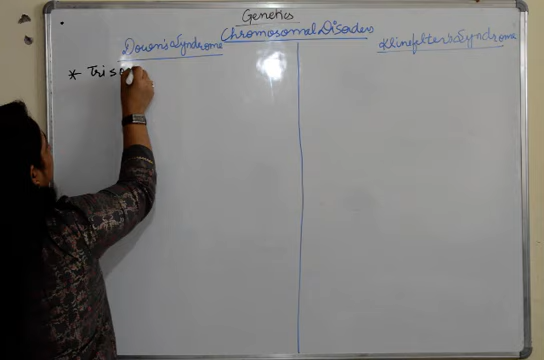 Genetics
Chromosomal Disorders
Down's Syndrome
Klinefelter's Syndrome
* Tris